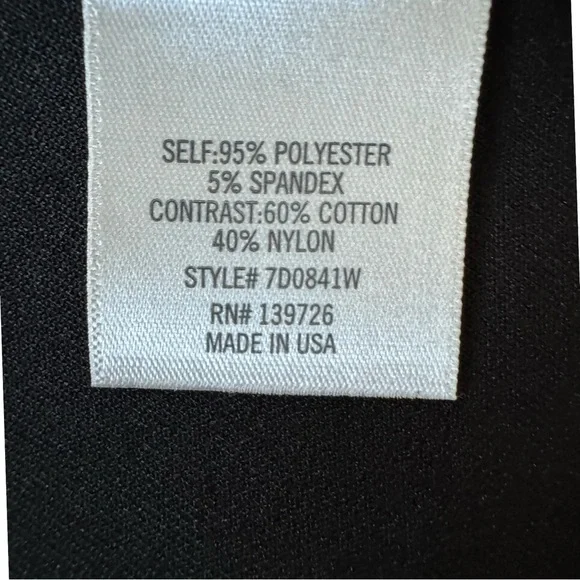 SELF:95% POLYESTER
5% SPANDEX
CONTRAST:60% COTTON
40% NYLON
STYLE# 7D0841W
RN# 139726
MADE IN USA